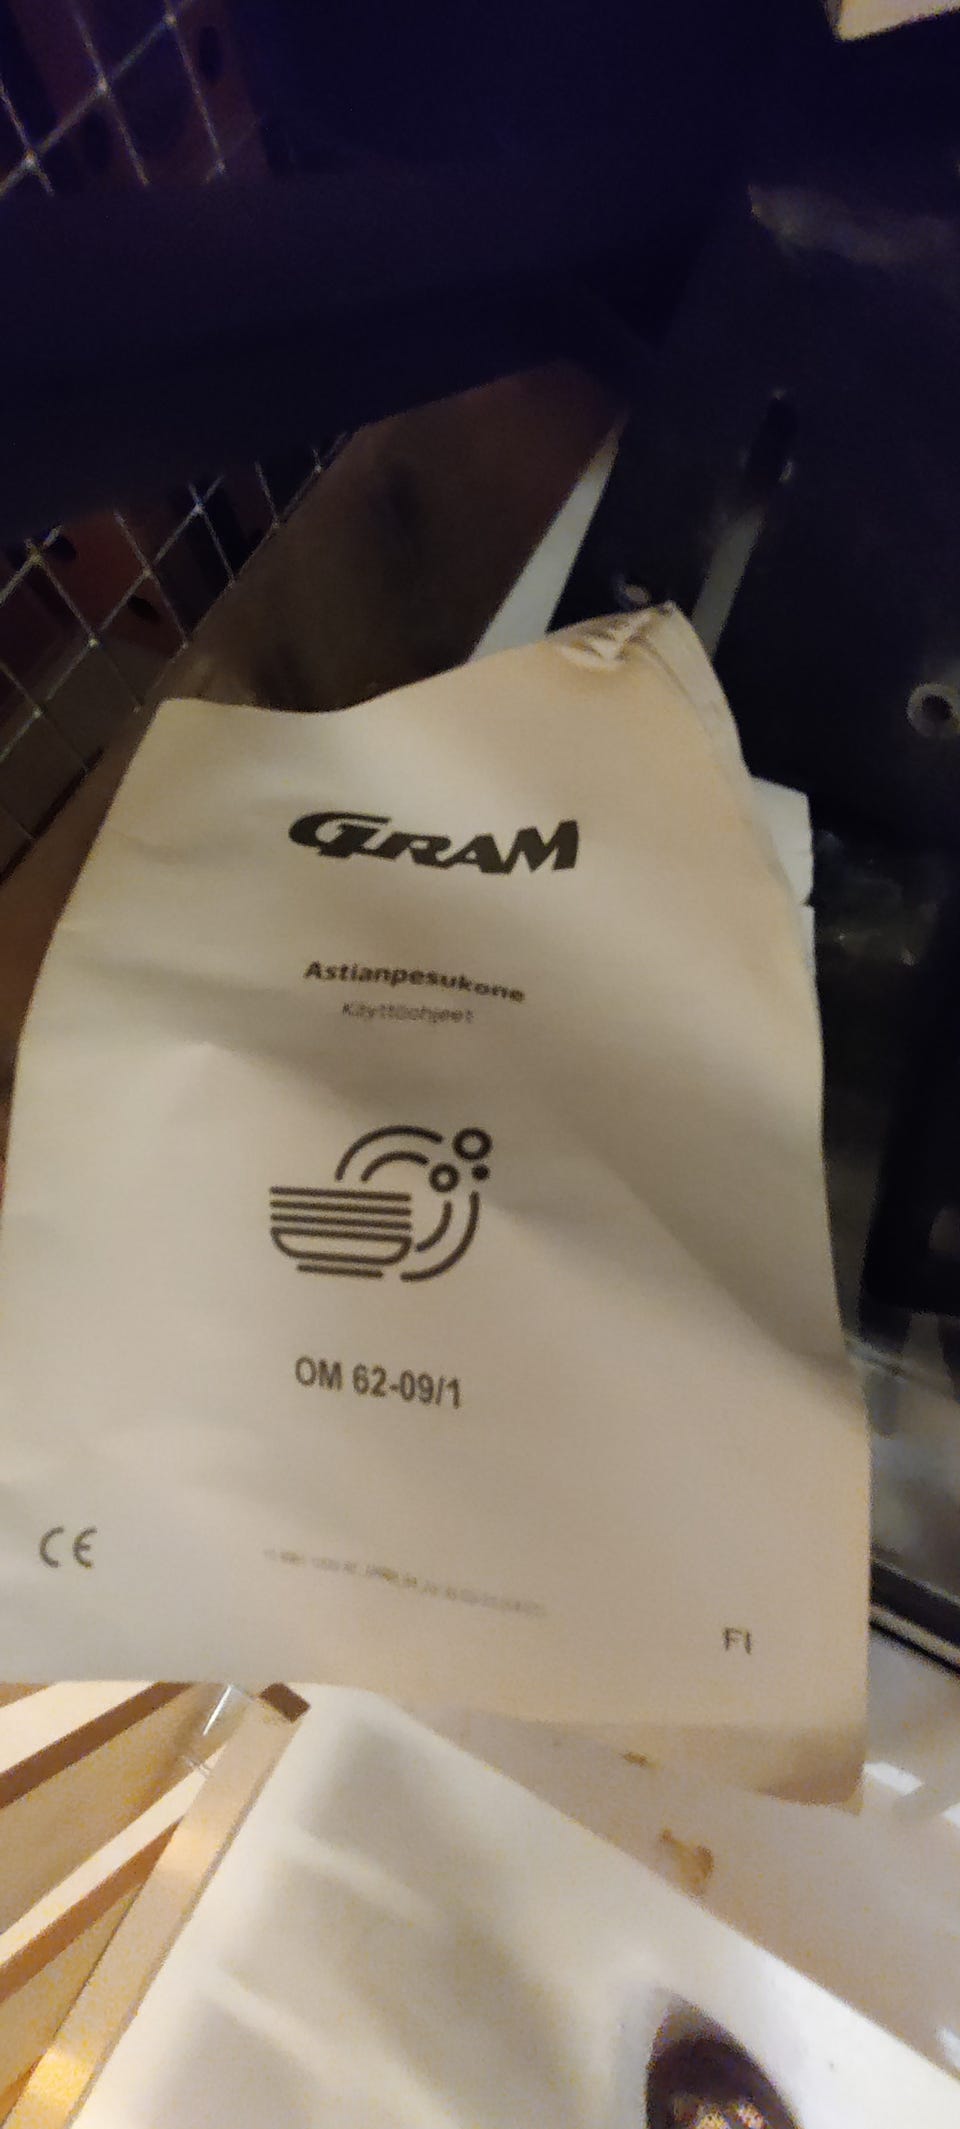 GRAM
Astianpesukone
Käyttöohjeet
OM 62-09/1
CE
FI